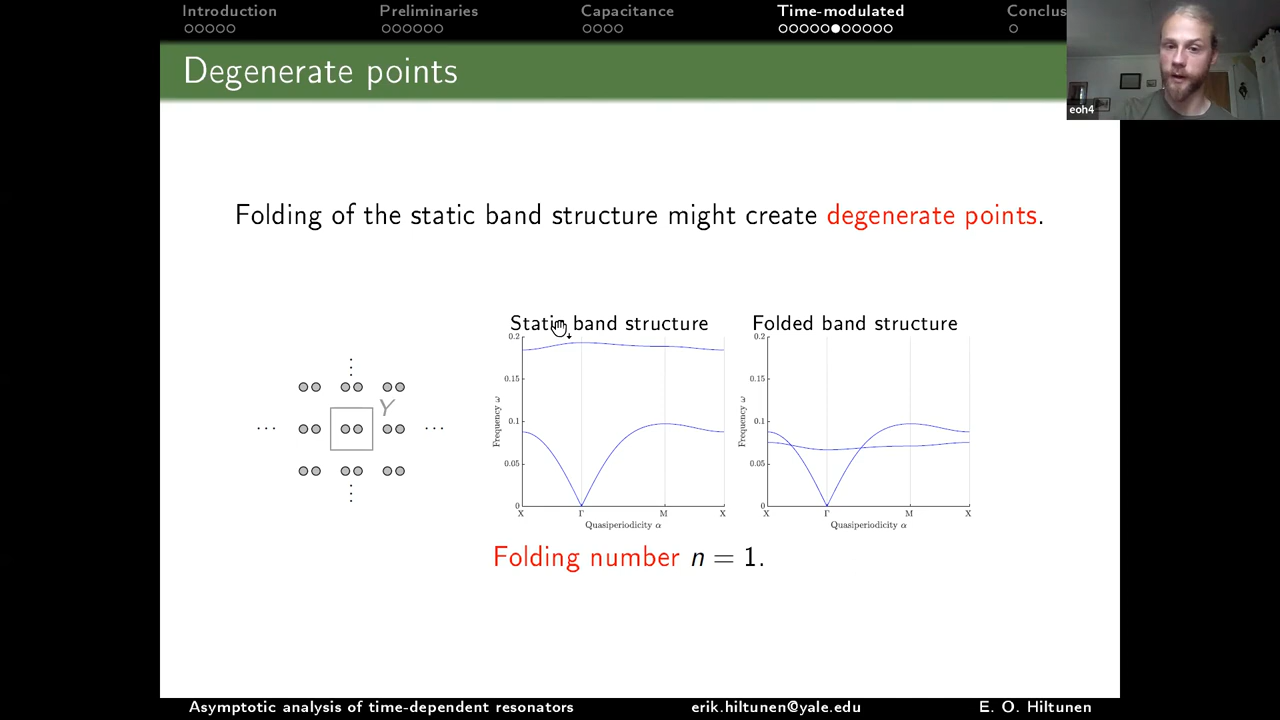 Introduction Preliminaries Capacitance Time-modulated Conclus
Degenerate points
eoh4
Folding of the static band structure might create degenerate points.
Static band structure
Folded band structure
Y
0.2
0.15
0.1
0.05
0
Frequency ω
X Γ M X
Quasiperiodicity α
0.2
0.15
0.1
0.05
0
Frequency ω
X Γ M X
Quasiperiodicity α
Folding number n = 1.
Asymptotic analysis of time-dependent resonators erik.hiltunen@yale.edu E. O. Hiltunen